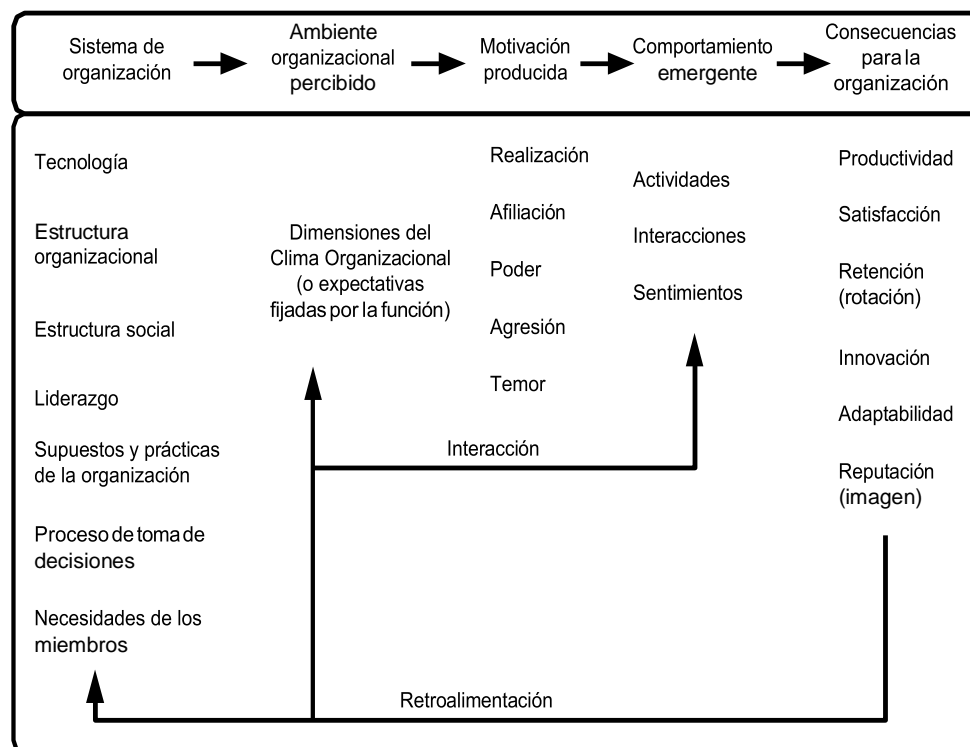 Sistema de
organización
Ambiente
organizacional
percibido
Motivación
producida
Comportamiento
emergente
Consecuencias
para la
organización
Tecnología
Estructura
organizacional
Estructura social
Liderazgo
Supuestos y prácticas
de la organización
Proceso de toma de
decisiones
Necesidades de los
miembros
Dimensiones del
Clima Organizacional
(o expectativas
fijadas por la función)
Realización
Afiliación
Poder
Agresión
Temor
Actividades
Interacciones
Sentimientos
Productividad
Satisfacción
Retención
(rotación)
Innovación
Adaptabilidad
Reputación
(imagen)
Interacción
Retroalimentación